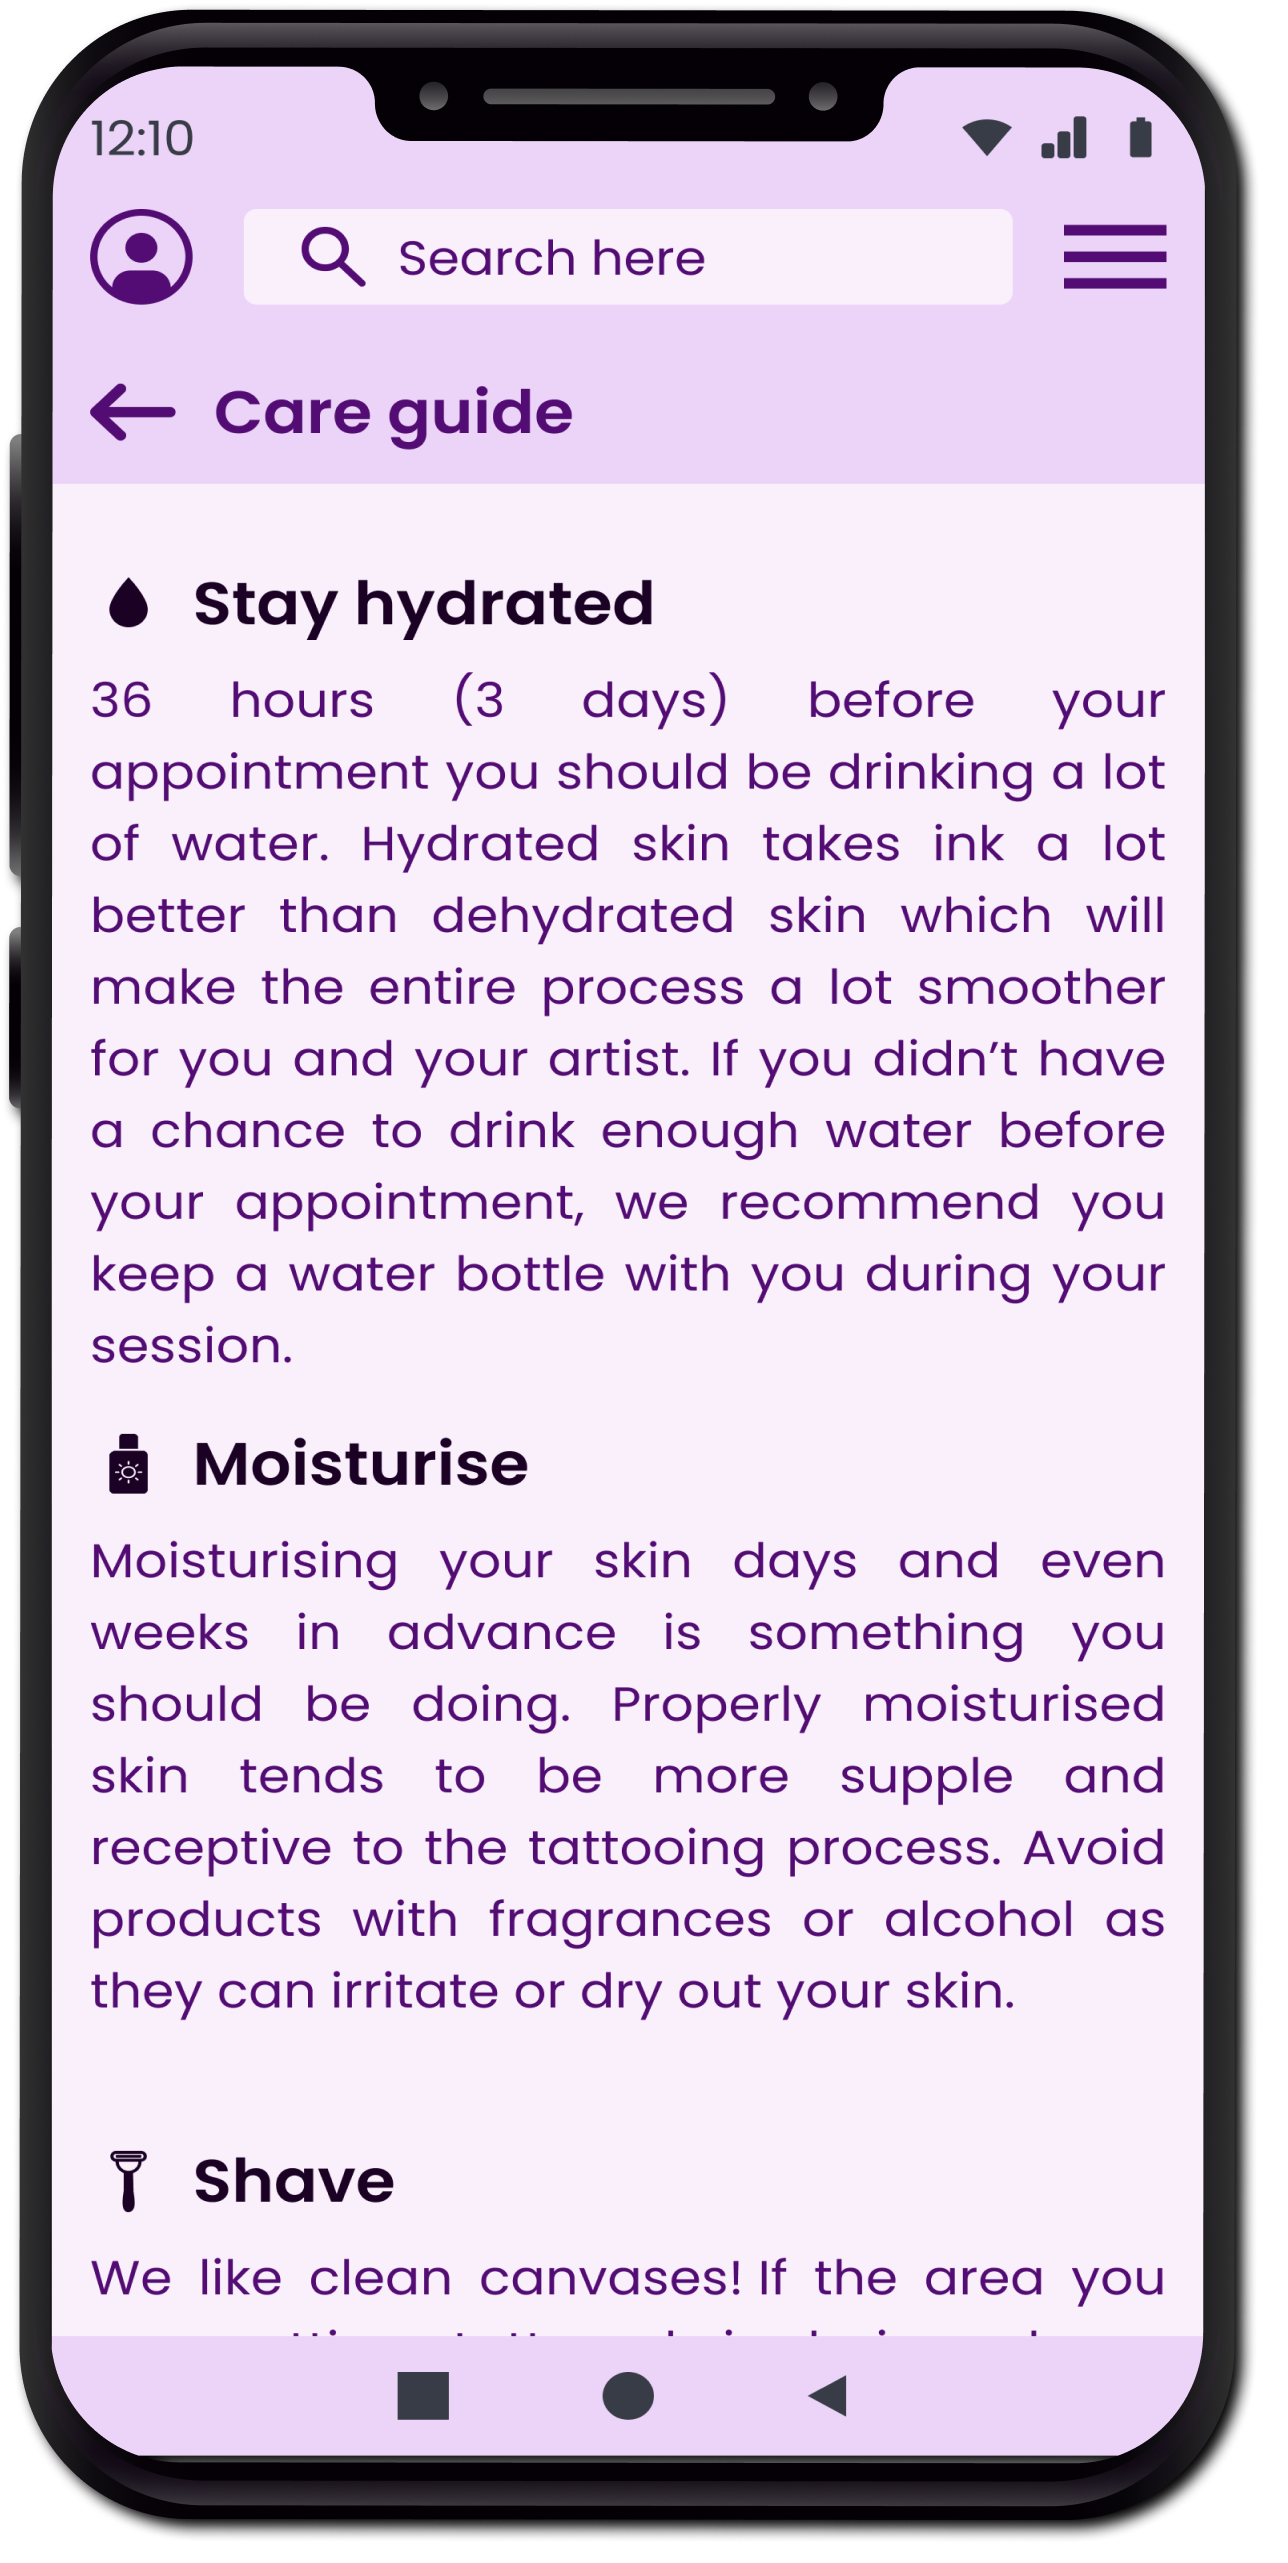 12:10
Search here
Care guide
Stay hydrated
36 hours (3 days) before your
appointment you should be drinking a lot
of water. Hydrated skin takes ink a lot
better than dehydrated skin which will
make the entire process a lot smoother
for you and your artist. If you didn’t have
a chance to drink enough water before
your appointment, we recommend you
keep a water bottle with you during your
session.
Moisturise
Moisturising your skin days and even
weeks in advance is something you
should be doing. Properly moisturised
skin tends to be more supple and
receptive to the tattooing process. Avoid
products with fragrances or alcohol as
they can irritate or dry out your skin.
Shave
We like clean canvases! If the area you